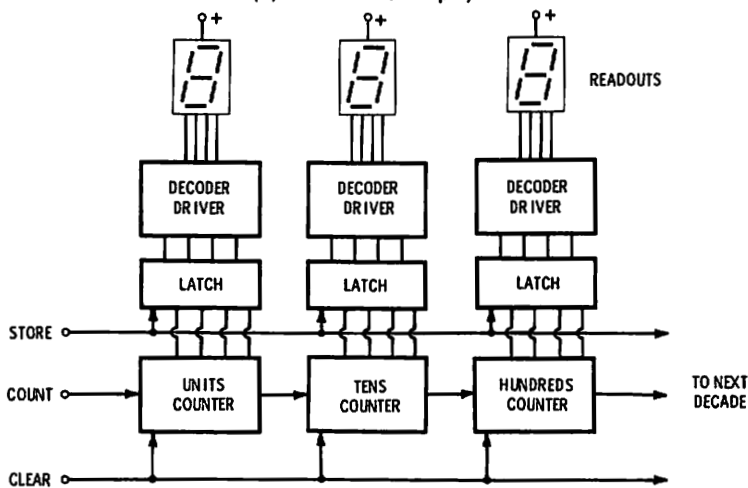 + + +
READOUTS
DECODER DRIVER
DECODER DRIVER
DECODER DRIVER
LATCH
LATCH
LATCH
STORE
COUNT
UNITS COUNTER
TENS COUNTER
HUNDREDS COUNTER
TO NEXT DECADE
CLEAR